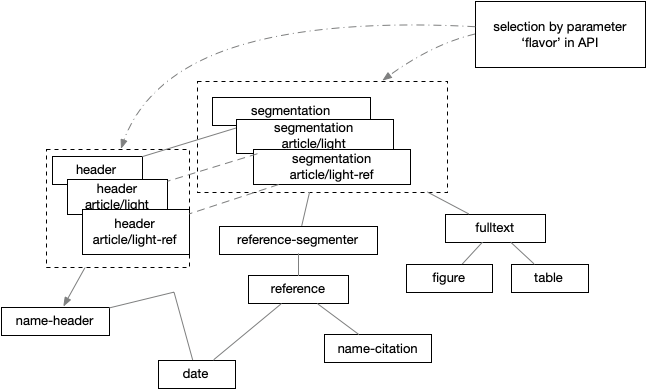 selection by parameter
‘flavor’ in API
segmentation
segmentation
article/light
segmentation
article/light-ref
header
header
article/light
header
article/light-ref
reference-segmenter
fulltext
figure
table
reference
name-header
name-citation
date